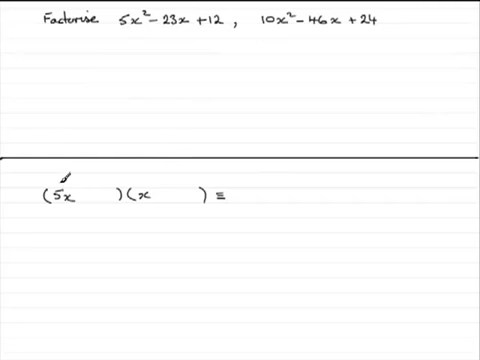 Factorise 5x² - 23x + 12 , 10x² - 46x + 24
(5x )(x ) ≡